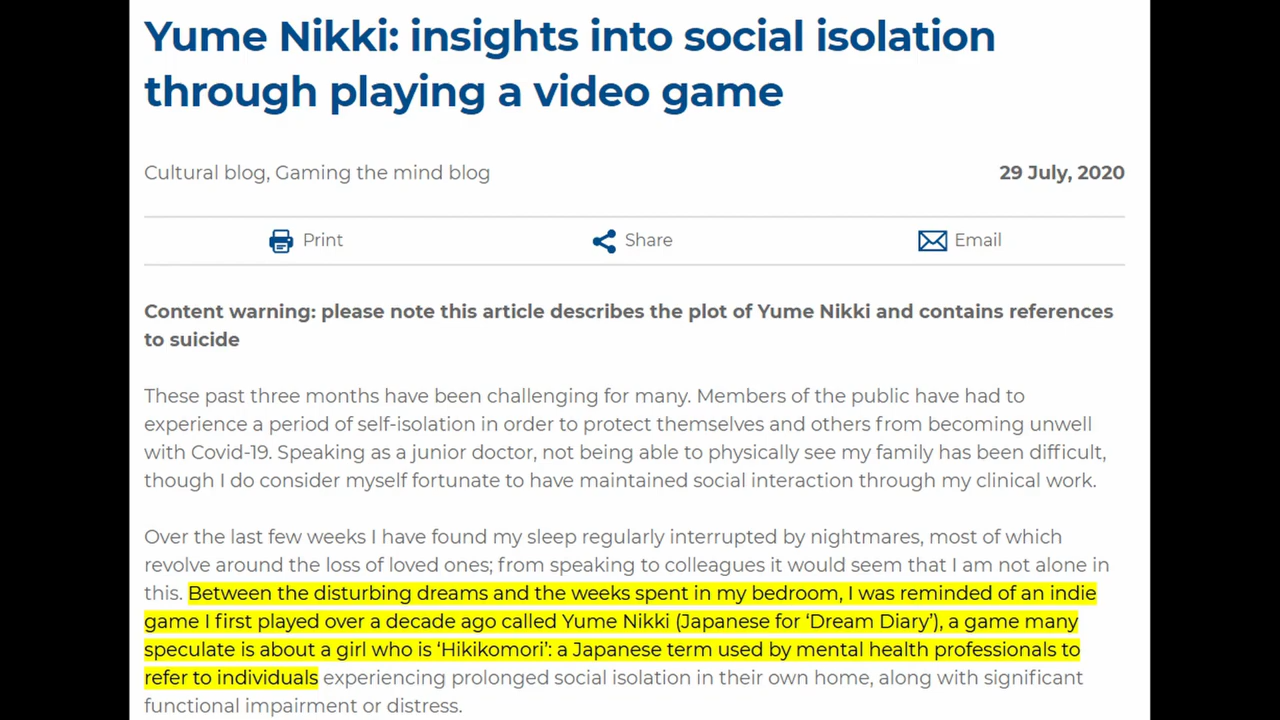 Yume Nikki: insights into social isolation
through playing a video game
Cultural blog, Gaming the mind blog
29 July, 2020
Print
Share
Email
Content warning: please note this article describes the plot of Yume Nikki and contains references
to suicide
These past three months have been challenging for many. Members of the public have had to
experience a period of self-isolation in order to protect themselves and others from becoming unwell
with Covid-19. Speaking as a junior doctor, not being able to physically see my family has been difficult,
though I do consider myself fortunate to have maintained social interaction through my clinical work.
Over the last few weeks I have found my sleep regularly interrupted by nightmares, most of which
revolve around the loss of loved ones; from speaking to colleagues it would seem that I am not alone in
this. Between the disturbing dreams and the weeks spent in my bedroom, I was reminded of an indie
game I first played over a decade ago called Yume Nikki (Japanese for ‘Dream Diary’), a game many
speculate is about a girl who is ‘Hikikomori’: a Japanese term used by mental health professionals to
refer to individuals experiencing prolonged social isolation in their own home, along with significant
functional impairment or distress.